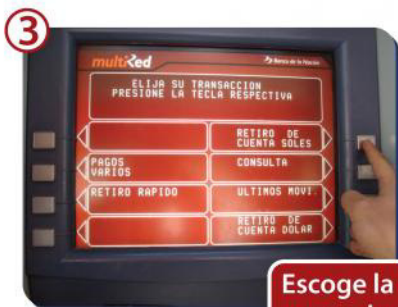 3
multiRed
Banco de la Nación
ELIJA SU TRANSACCION
PRESIONE LA TECLA RESPECTIVA
RETIRO DE
CUENTA SOLES
PAGOS
VARIOS
CONSULTA
RETIRO RAPIDO
ULTIMOS MOVI.
RETIRO DE
CUENTA DOLAR
Escoge la